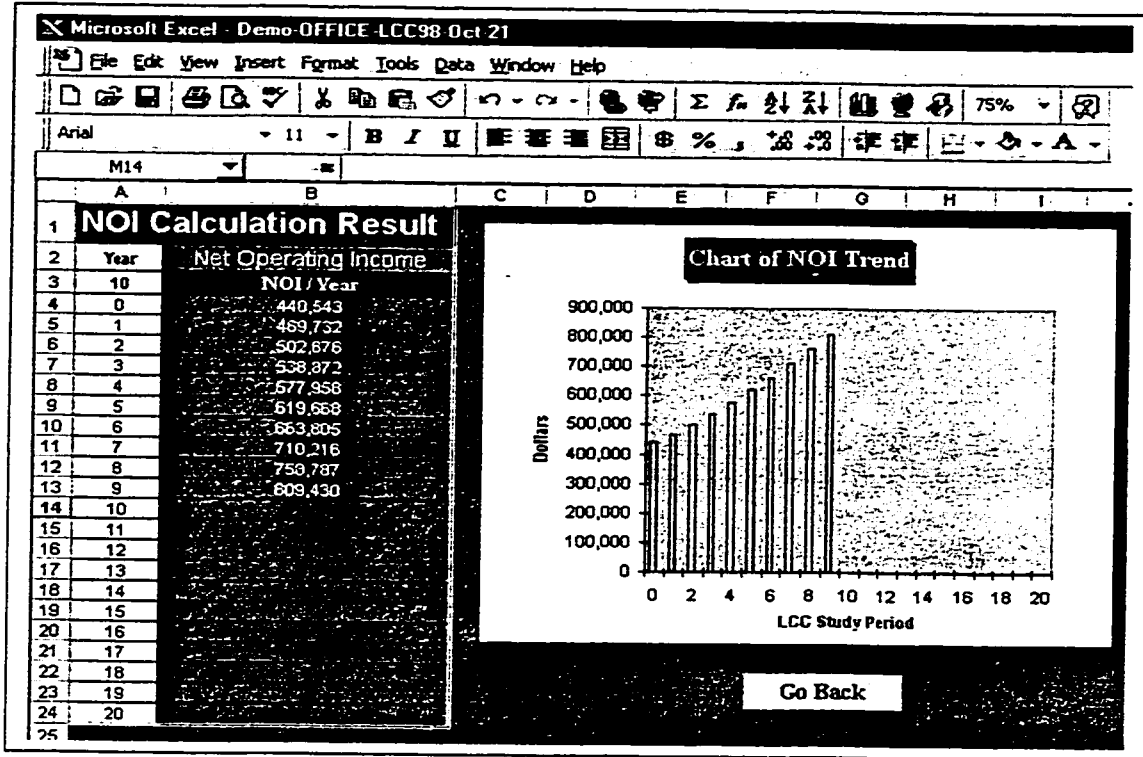 Microsoft Excel - Demo-OFFICE-LCC98-Oct-21
File Edit View Insert Format Tools Data Window Help
75%
Arial 11 B I U
M14 =
A B C D E F G H I
1 NOI Calculation Result
2 Year Net Operating Income
3 10 NOI / Year
4 0 440,543
5 1 469,732
6 2 502,676
7 3 538,872
8 4 577,958
9 5 619,668
10 6 663,805
11 7 710,216
12 8 758,787
13 9 809,430
14 10
15 11
16 12
17 13
18 14
19 15
20 16
21 17
22 18
23 19
24 20
25
Chart of NOI Trend
900,000
800,000
700,000
600,000
500,000
400,000
300,000
200,000
100,000
0
Dollars
0 2 4 6 8 10 12 14 16 18 20
LCC Study Period
Go Back